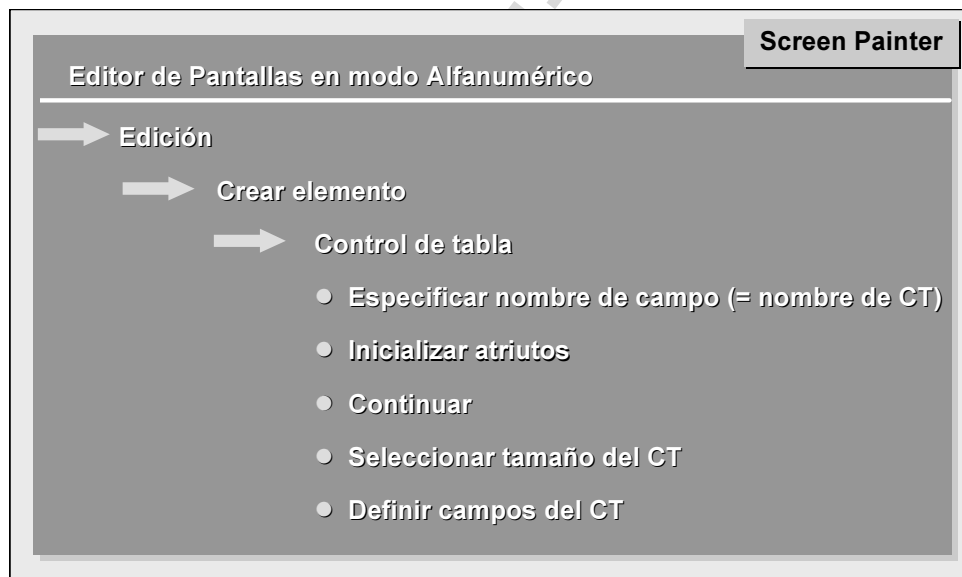 Screen Painter
Editor de Pantallas en modo Alfanumérico
Edición
Crear elemento
Control de tabla
Especificar nombre de campo (= nombre de CT)
Inicializar atriutos
Continuar
Seleccionar tamaño del CT
Definir campos del CT